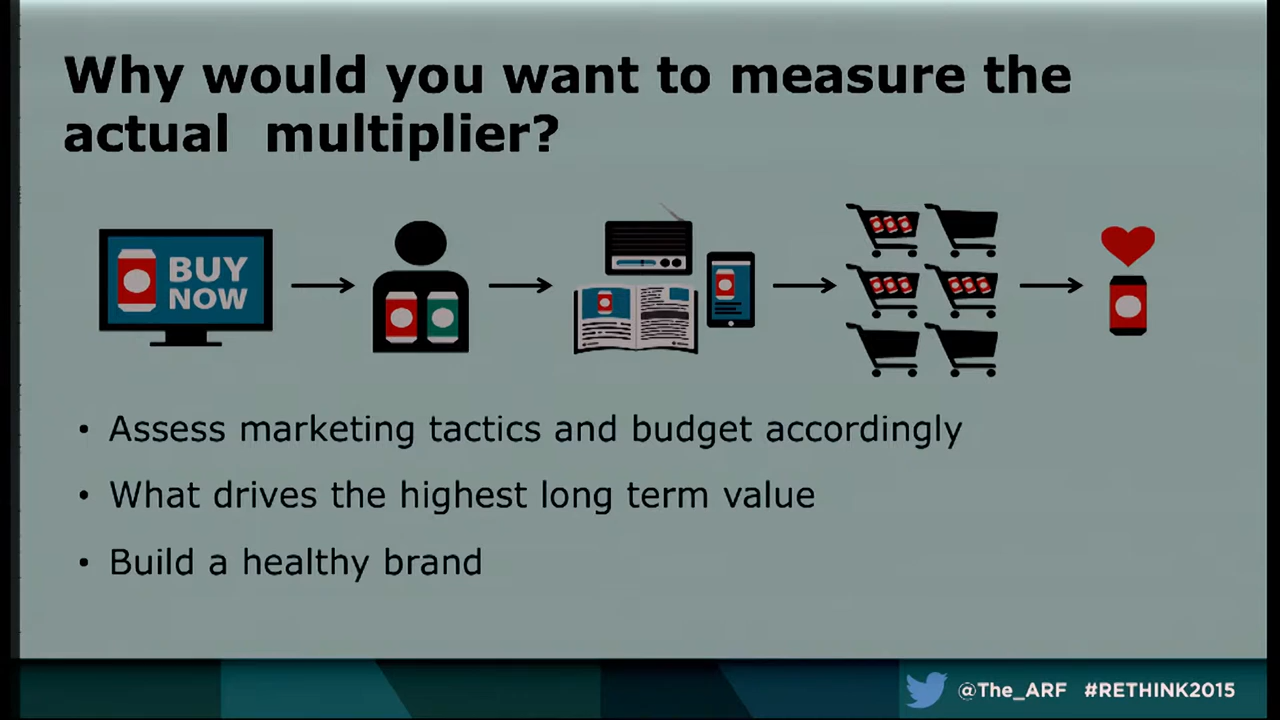 Why would you want to measure the
actual  multiplier?
BUY
NOW
• Assess marketing tactics and budget accordingly
• What drives the highest long term value
• Build a healthy brand
@The_ARF #RETHINK2015